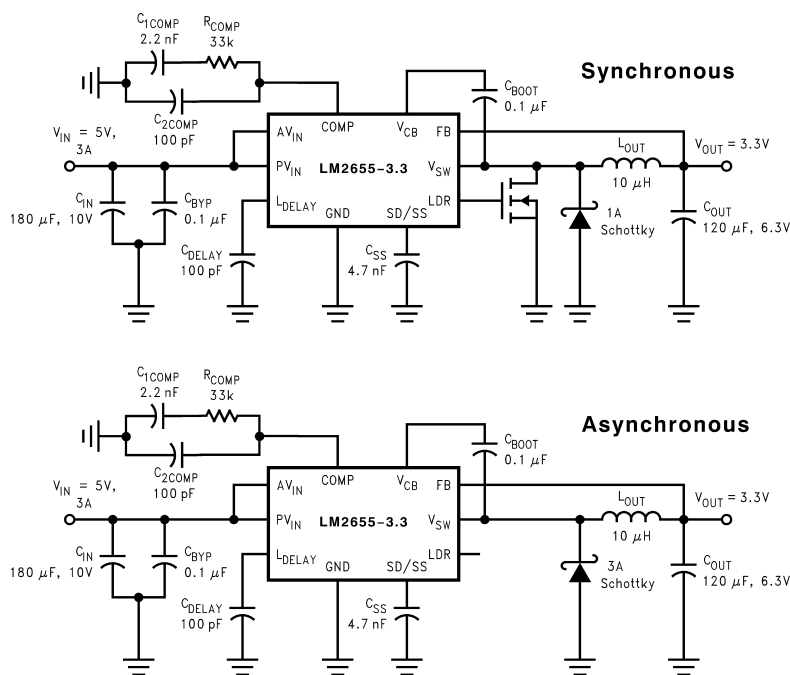 Synchronous
C1COMP
2.2 nF
RCOMP
33k
C2COMP
100 pF
VIN = 5V,
3A
CIN
180 μF, 10V
CBYP
0.1 μF
CDELAY
100 pF
AVIN
PVIN
LDELAY
COMP
VCB
FB
LM2655-3.3
VSW
LDR
GND
SD/SS
CSS
4.7 nF
CBOOT
0.1 μF
1A
Schottky
LOUT
10 μH
VOUT = 3.3V
COUT
120 μF, 6.3V
Asynchronous
C1COMP
2.2 nF
RCOMP
33k
C2COMP
100 pF
VIN = 5V,
3A
CIN
180 μF, 10V
CBYP
0.1 μF
CDELAY
100 pF
AVIN
PVIN
LDELAY
COMP
VCB
FB
LM2655-3.3
VSW
LDR
GND
SD/SS
CSS
4.7 nF
CBOOT
0.1 μF
3A
Schottky
LOUT
10 μH
VOUT = 3.3V
COUT
120 μF, 6.3V